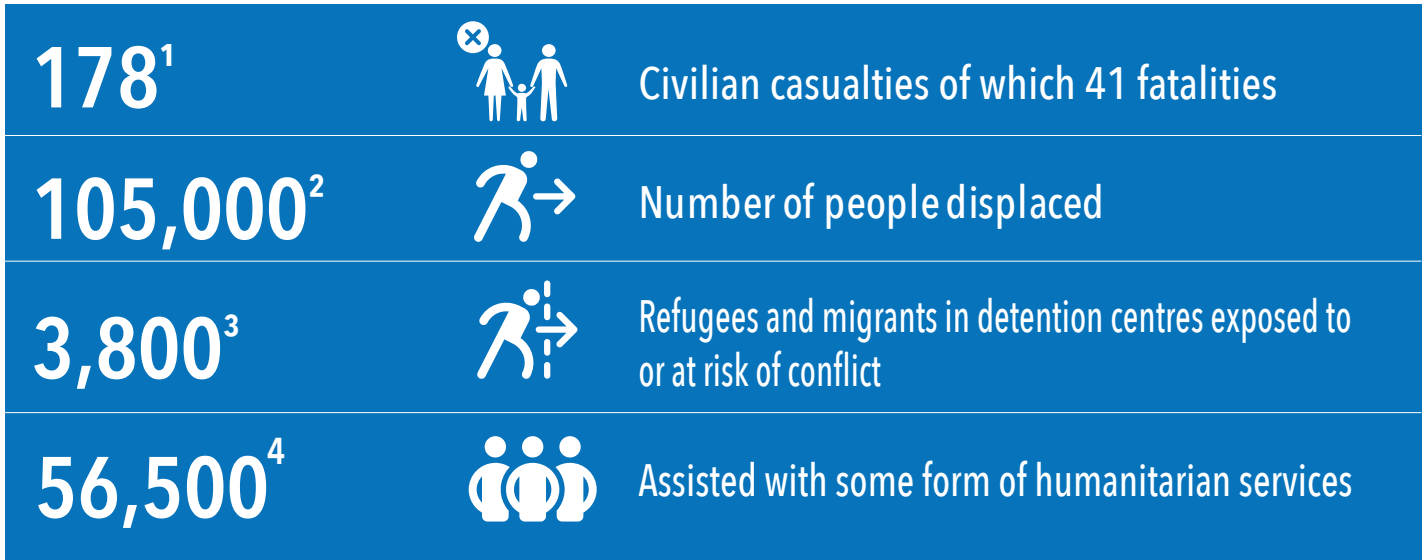 178¹
Civilian casualties of which 41 fatalities
105,000²
Number of people displaced
3,800³
Refugees and migrants in detention centres exposed to
or at risk of conflict
56,500⁴
Assisted with some form of humanitarian services